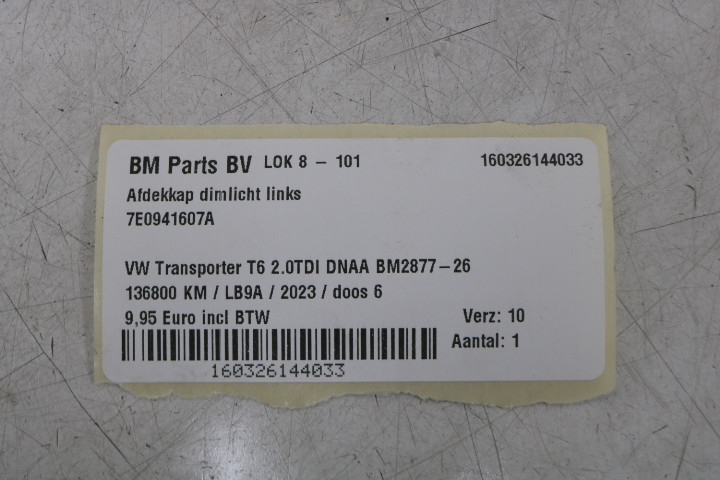 BM Parts BV LOK 8 - 101 160326144033
Afdekkap dimlicht links
7E0941607A
VW Transporter T6 2.0TDI DNAA BM2877-26
136800 KM / LB9A / 2023 / doos 6
9,95 Euro incl BTW Verz: 10
Aantal: 1
160326144033